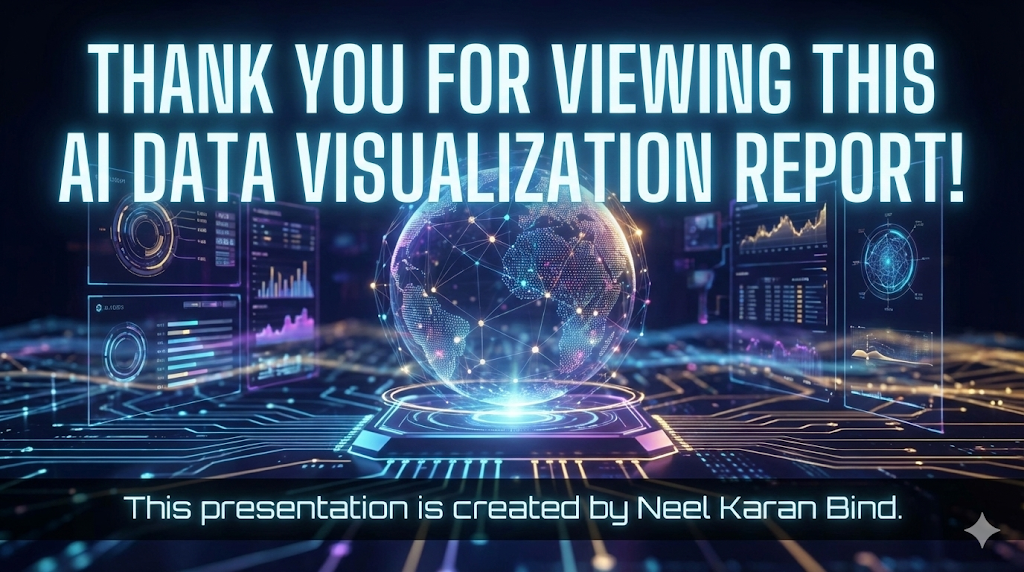 THANK YOU FOR VIEWING THIS
AI DATA VISUALIZATION REPORT!
This presentation is created by Neel Karan Bind.